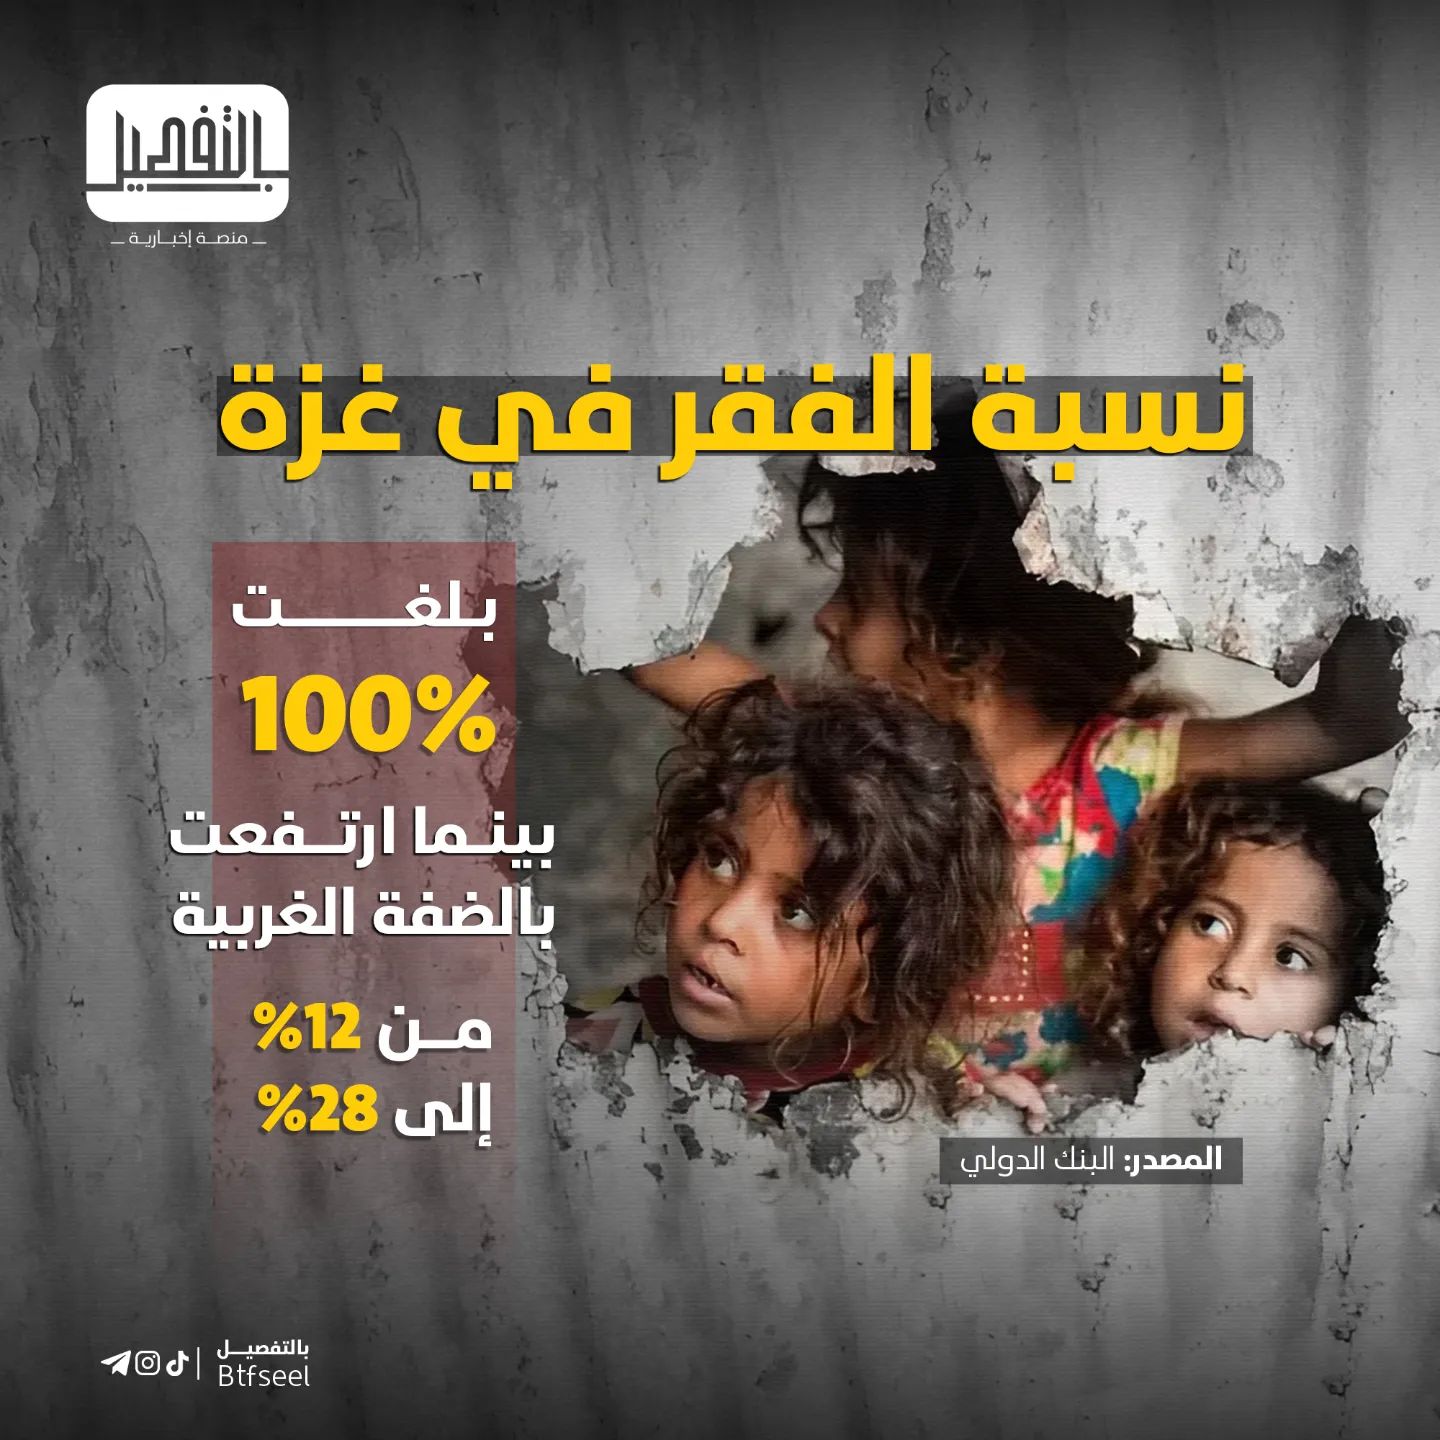 بالتفصيل
منصة إخبارية
نسبة الفقر في غزة
بلغت
100%
بينما ارتفعت
بالضفة الغربية
من 12%
إلى 28%
المصدر: البنك الدولي
بالتفصيل
Btfseel